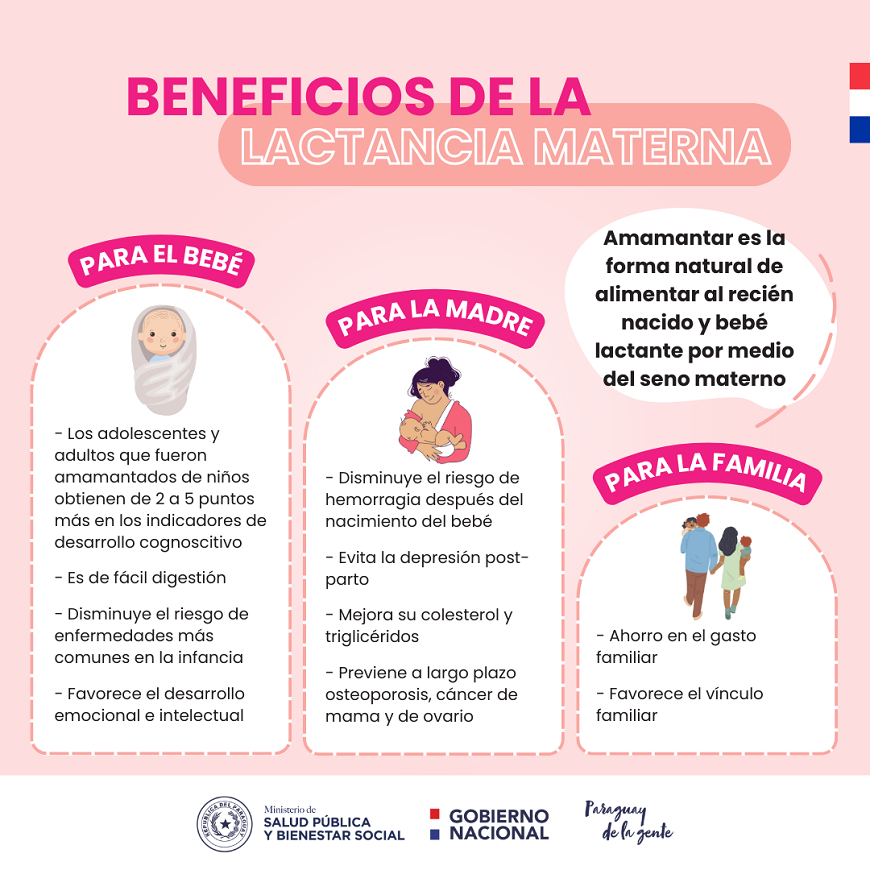 BENEFICIOS DE LA
LACTANCIA MATERNA
PARA EL BEBÉ
- Los adolescentes y
adultos que fueron
amamantados de niños
obtienen de 2 a 5 puntos
más en los indicadores de
desarrollo cognoscitivo
- Es de fácil digestión
- Disminuye el riesgo de
enfermedades más
comunes en la infancia
- Favorece el desarrollo
emocional e intelectual
PARA LA MADRE
- Disminuye el riesgo de
hemorragia después del
nacimiento del bebé
- Evita la depresión post-
parto
- Mejora su colesterol y
triglicéridos
- Previene a largo plazo
osteoporosis, cáncer de
mama y de ovario
Amamantar es la
forma natural de
alimentar al recién
nacido y bebé
lactante por medio
del seno materno
PARA LA FAMILIA
- Ahorro en el gasto
familiar
- Favorece el vínculo
familiar
REPUBLICA DEL PARAGUAY
Ministerio de
SALUD PÚBLICA
Y BIENESTAR SOCIAL
GOBIERNO
NACIONAL
Paraguay
de la gente